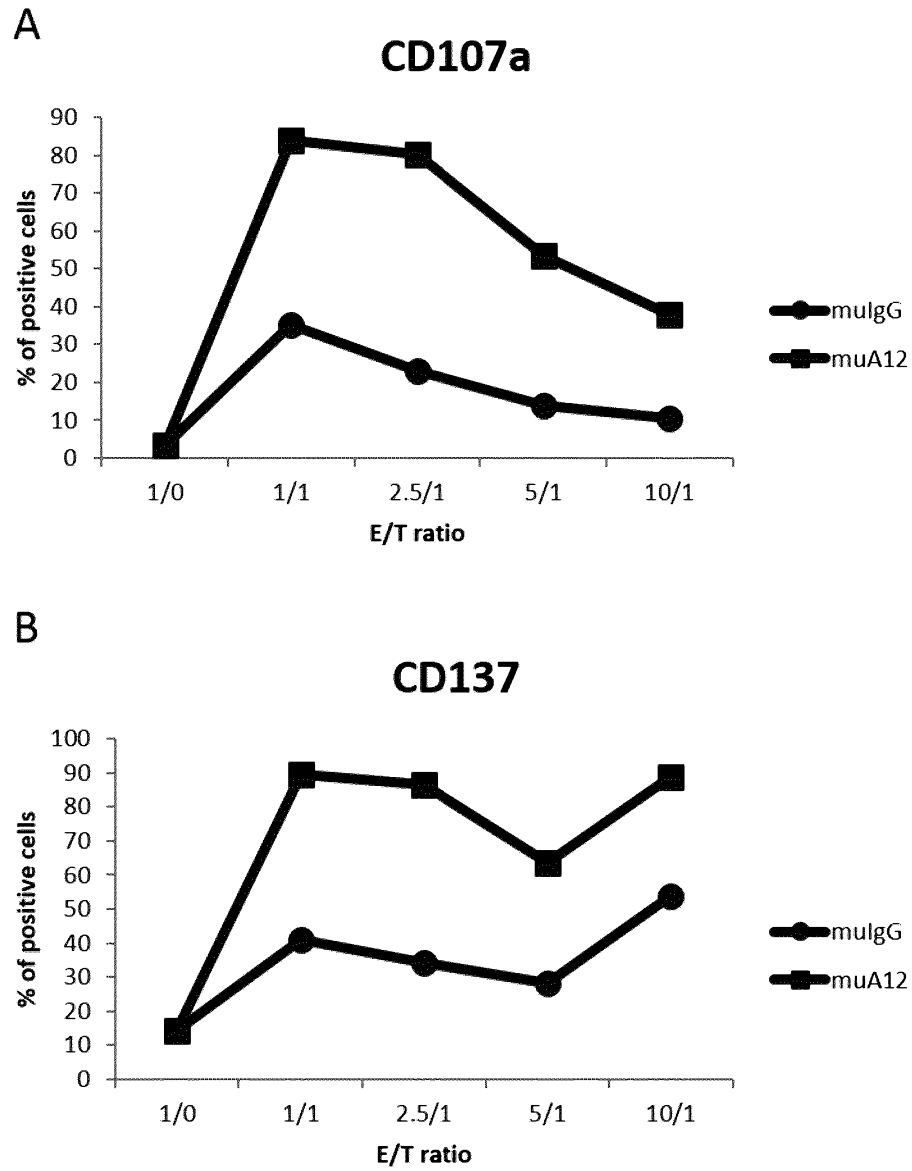 A
CD107a
90
80
70
60
50
40
30
20
10
0
% of positive cells
1/0 1/1 2.5/1 5/1 10/1
E/T ratio
muIgG
muA12
B
CD137
100
90
80
70
60
50
40
30
20
10
0
% of positive cells
1/0 1/1 2.5/1 5/1 10/1
E/T ratio
muIgG
muA12